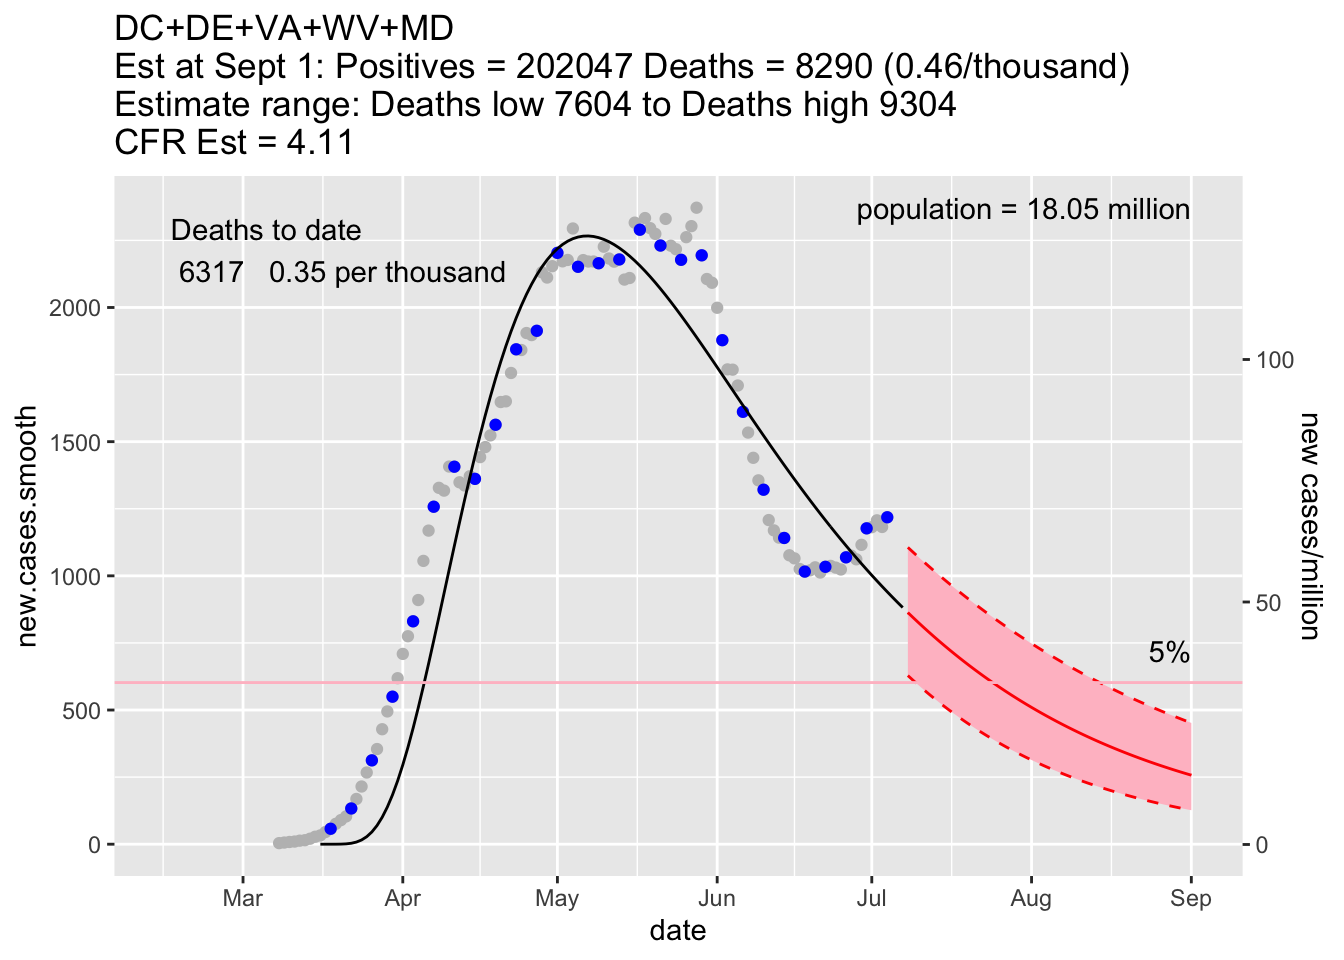 DC+DE+VA+WV+MD
Est at Sept 1: Positives = 202047 Deaths = 8290 (0.46/thousand)
Estimate range: Deaths low 7604 to Deaths high 9304
CFR Est = 4.11
Deaths to date
6317 0.35 per thousand
population = 18.05 million
2000
1500
1000
500
0
new.cases.smooth
100
50
0
new cases/million
5%
Mar Apr May Jun Jul Aug Sep
date